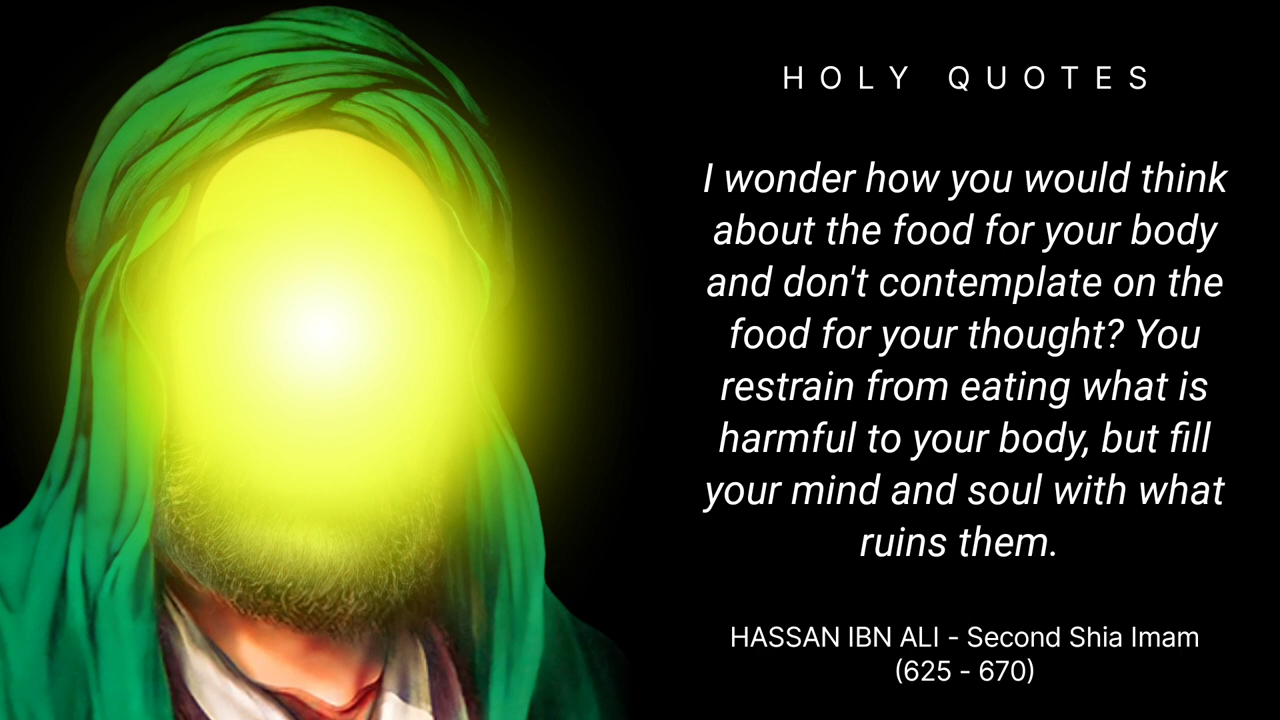 HOLY QUOTES
I wonder how you would think
about the food for your body
and don't contemplate on the
food for your thought? You
restrain from eating what is
harmful to your body, but fill
your mind and soul with what
ruins them.
HASSAN IBN ALI - Second Shia Imam
(625 - 670)